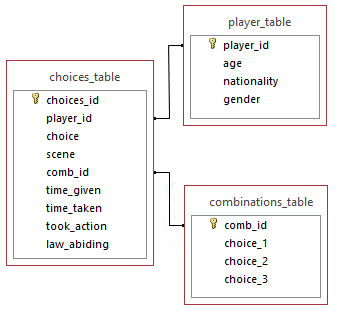 choices_table
choices_id
player_id
choice
scene
comb_id
time_given
time_taken
took_action
law_abiding
player_table
player_id
age
nationality
gender
combinations_table
comb_id
choice_1
choice_2
choice_3